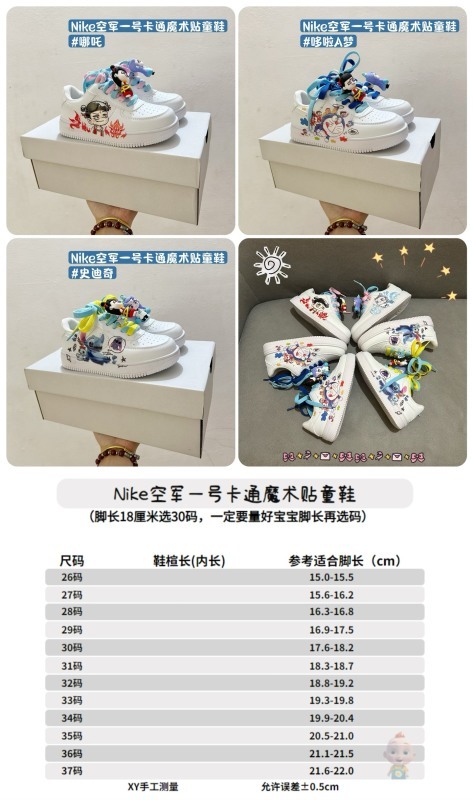 Nike空军一号卡通魔术贴童鞋
#哪吒
Nike空军一号卡通魔术贴童鞋
#哆啦A梦
Nike空军一号卡通魔术贴童鞋
#史迪奇
Nike空军一号卡通魔术贴童鞋
（脚长18厘米选30码，一定要量好宝宝脚长再选码）
尺码 鞋楦长(内长) 参考适合脚长（cm）
26码 15.0-15.5
27码 15.6-16.2
28码 16.3-16.8
29码 16.9-17.5
30码 17.6-18.2
31码 18.3-18.7
32码 18.8-19.2
33码 19.3-19.8
34码 19.9-20.4
35码 20.5-21.0
36码 21.1-21.5
37码 21.6-22.0
XY手工测量 允许误差±0.5cm